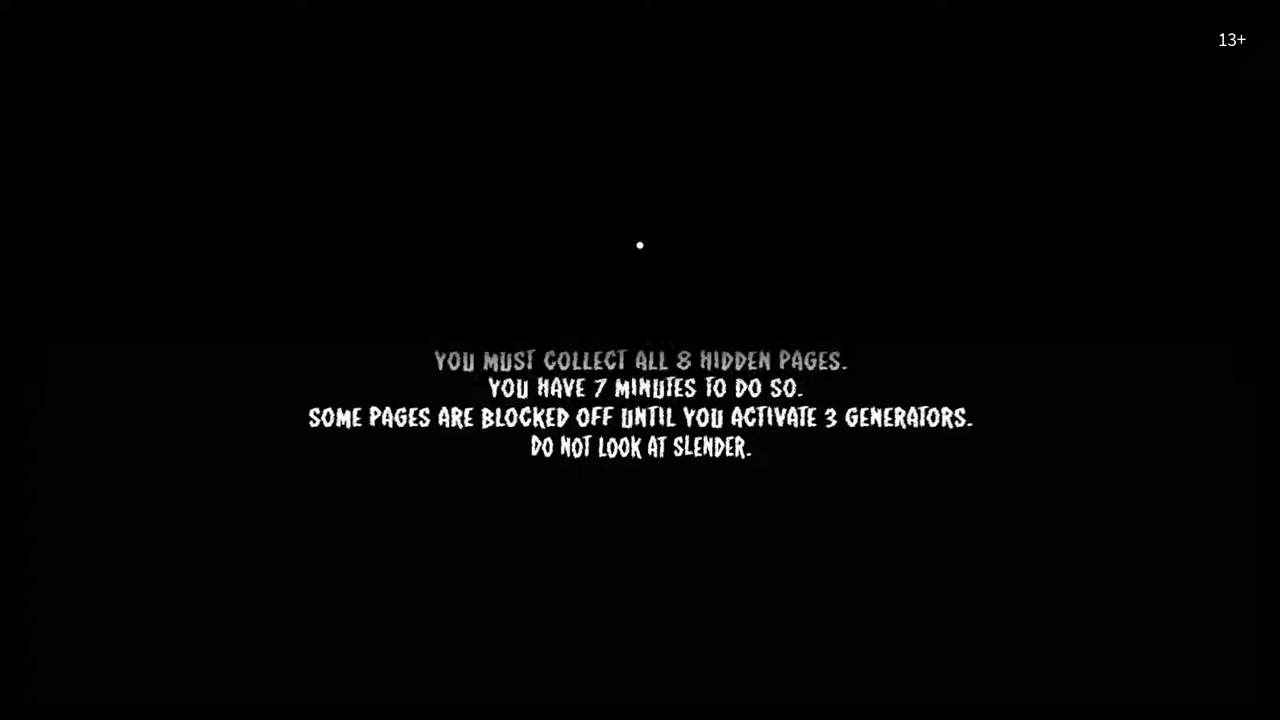 13+
YOU MUST COLLECT ALL 8 HIDDEN PAGES.
YOU HAVE 7 MINUTES TO DO SO.
SOME PAGES ARE BLOCKED OFF UNTIL YOU ACTIVATE 3 GENERATORS.
DO NOT LOOK AT SLENDER.